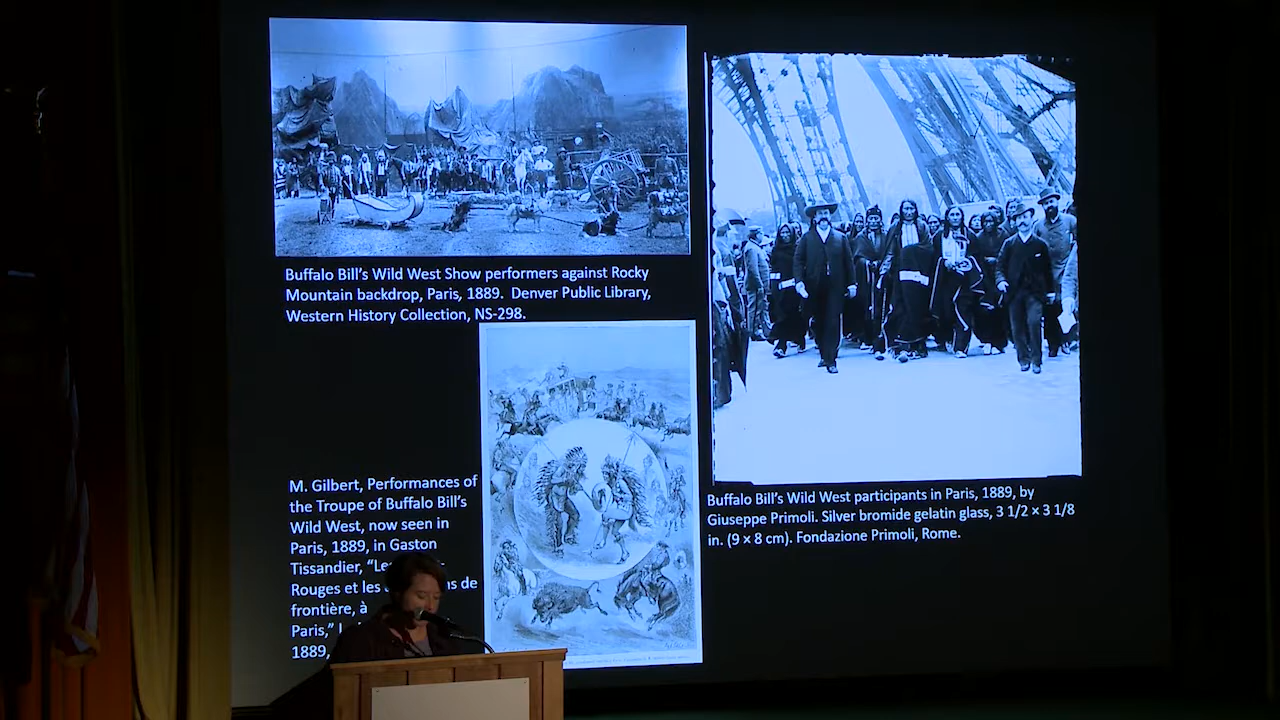 Buffalo Bill's Wild West Show performers against Rocky
Mountain backdrop, Paris, 1889.  Denver Public Library,
Western History Collection, NS-298.
M. Gilbert, Performances of
the Troupe of Buffalo Bill's
Wild West, now seen in
Paris, 1889, in Gaston
Tissandier, "Les
Rouges et les de
frontière, à
Paris,"
1889,
Buffalo Bill's Wild West participants in Paris, 1889, by
Giuseppe Primoli. Silver bromide gelatin glass, 3 1/2 × 3 1/8
in. (9 × 8 cm). Fondazione Primoli, Rome.